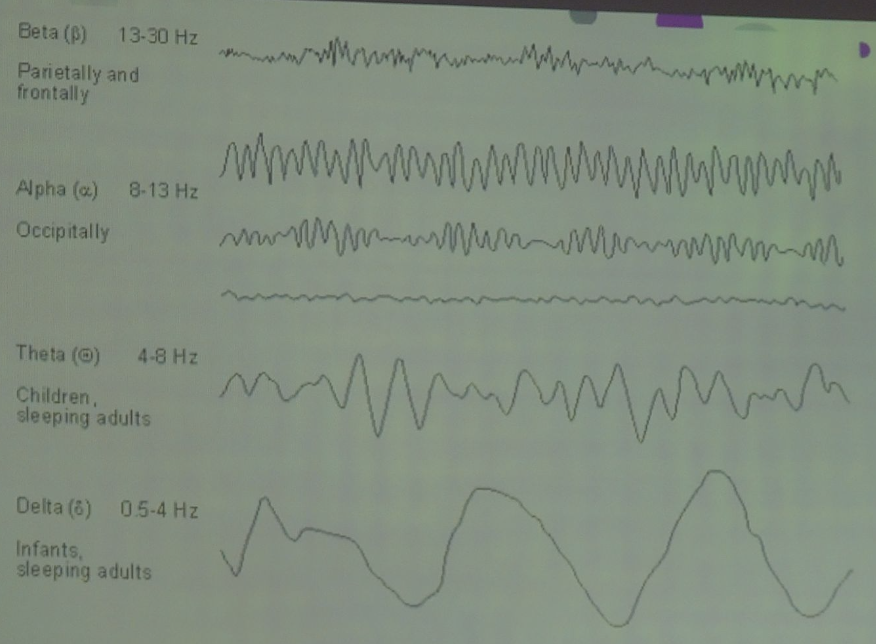 Beta (β) 13-30 Hz
Parietally and
frontally
Alpha (α) 8-13 Hz
Occipitally
Theta (Θ) 4-8 Hz
Children,
sleeping adults
Delta (δ) 0.5-4 Hz
Infants,
sleeping adults